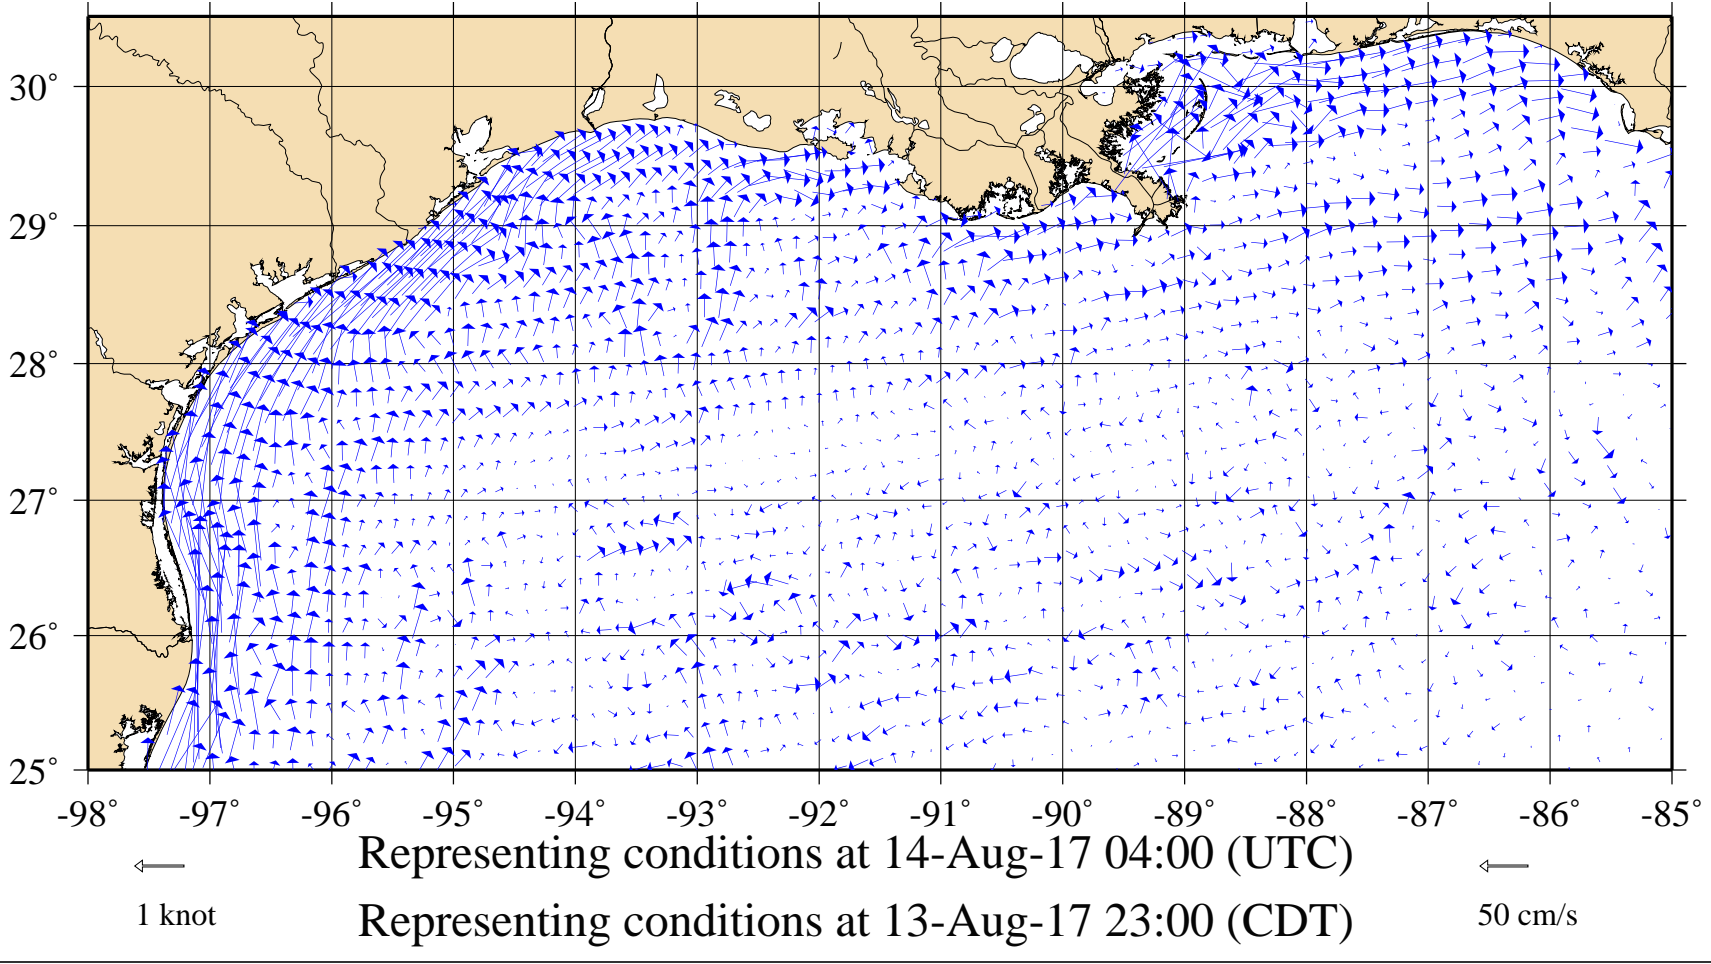 30°
29°
28°
27°
26°
25°
-98° -97° -96° -95° -94° -93° -92° -91° -90° -89° -88° -87° -86° -85°
Representing conditions at 14-Aug-17 04:00 (UTC)
1 knot
Representing conditions at 13-Aug-17 23:00 (CDT)
50 cm/s